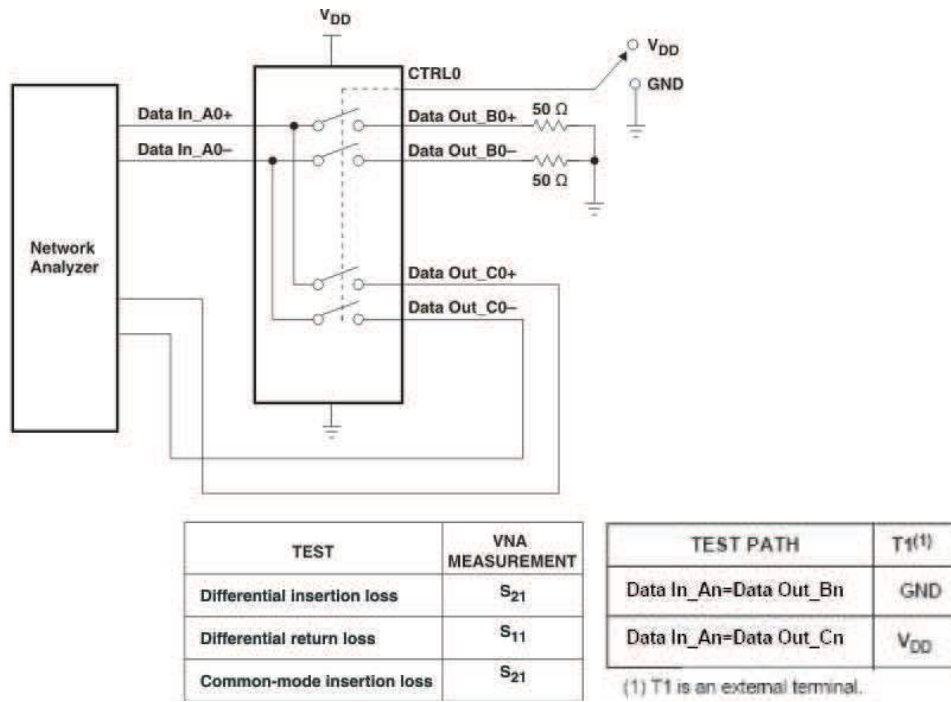 VDD
CTRL0
VDD
GND
Data In_A0+
Data Out_B0+
50 Ω
Data In_A0–
Data Out_B0–
50 Ω
Network
Analyzer
Data Out_C0+
Data Out_C0–
TEST
VNA
MEASUREMENT
Differential insertion loss
S21
Differential return loss
S11
Common-mode insertion loss
S21
TEST PATH
T1(1)
Data In_An=Data Out_Bn
GND
Data In_An=Data Out_Cn
VDD
(1) T1 is an external terminal.